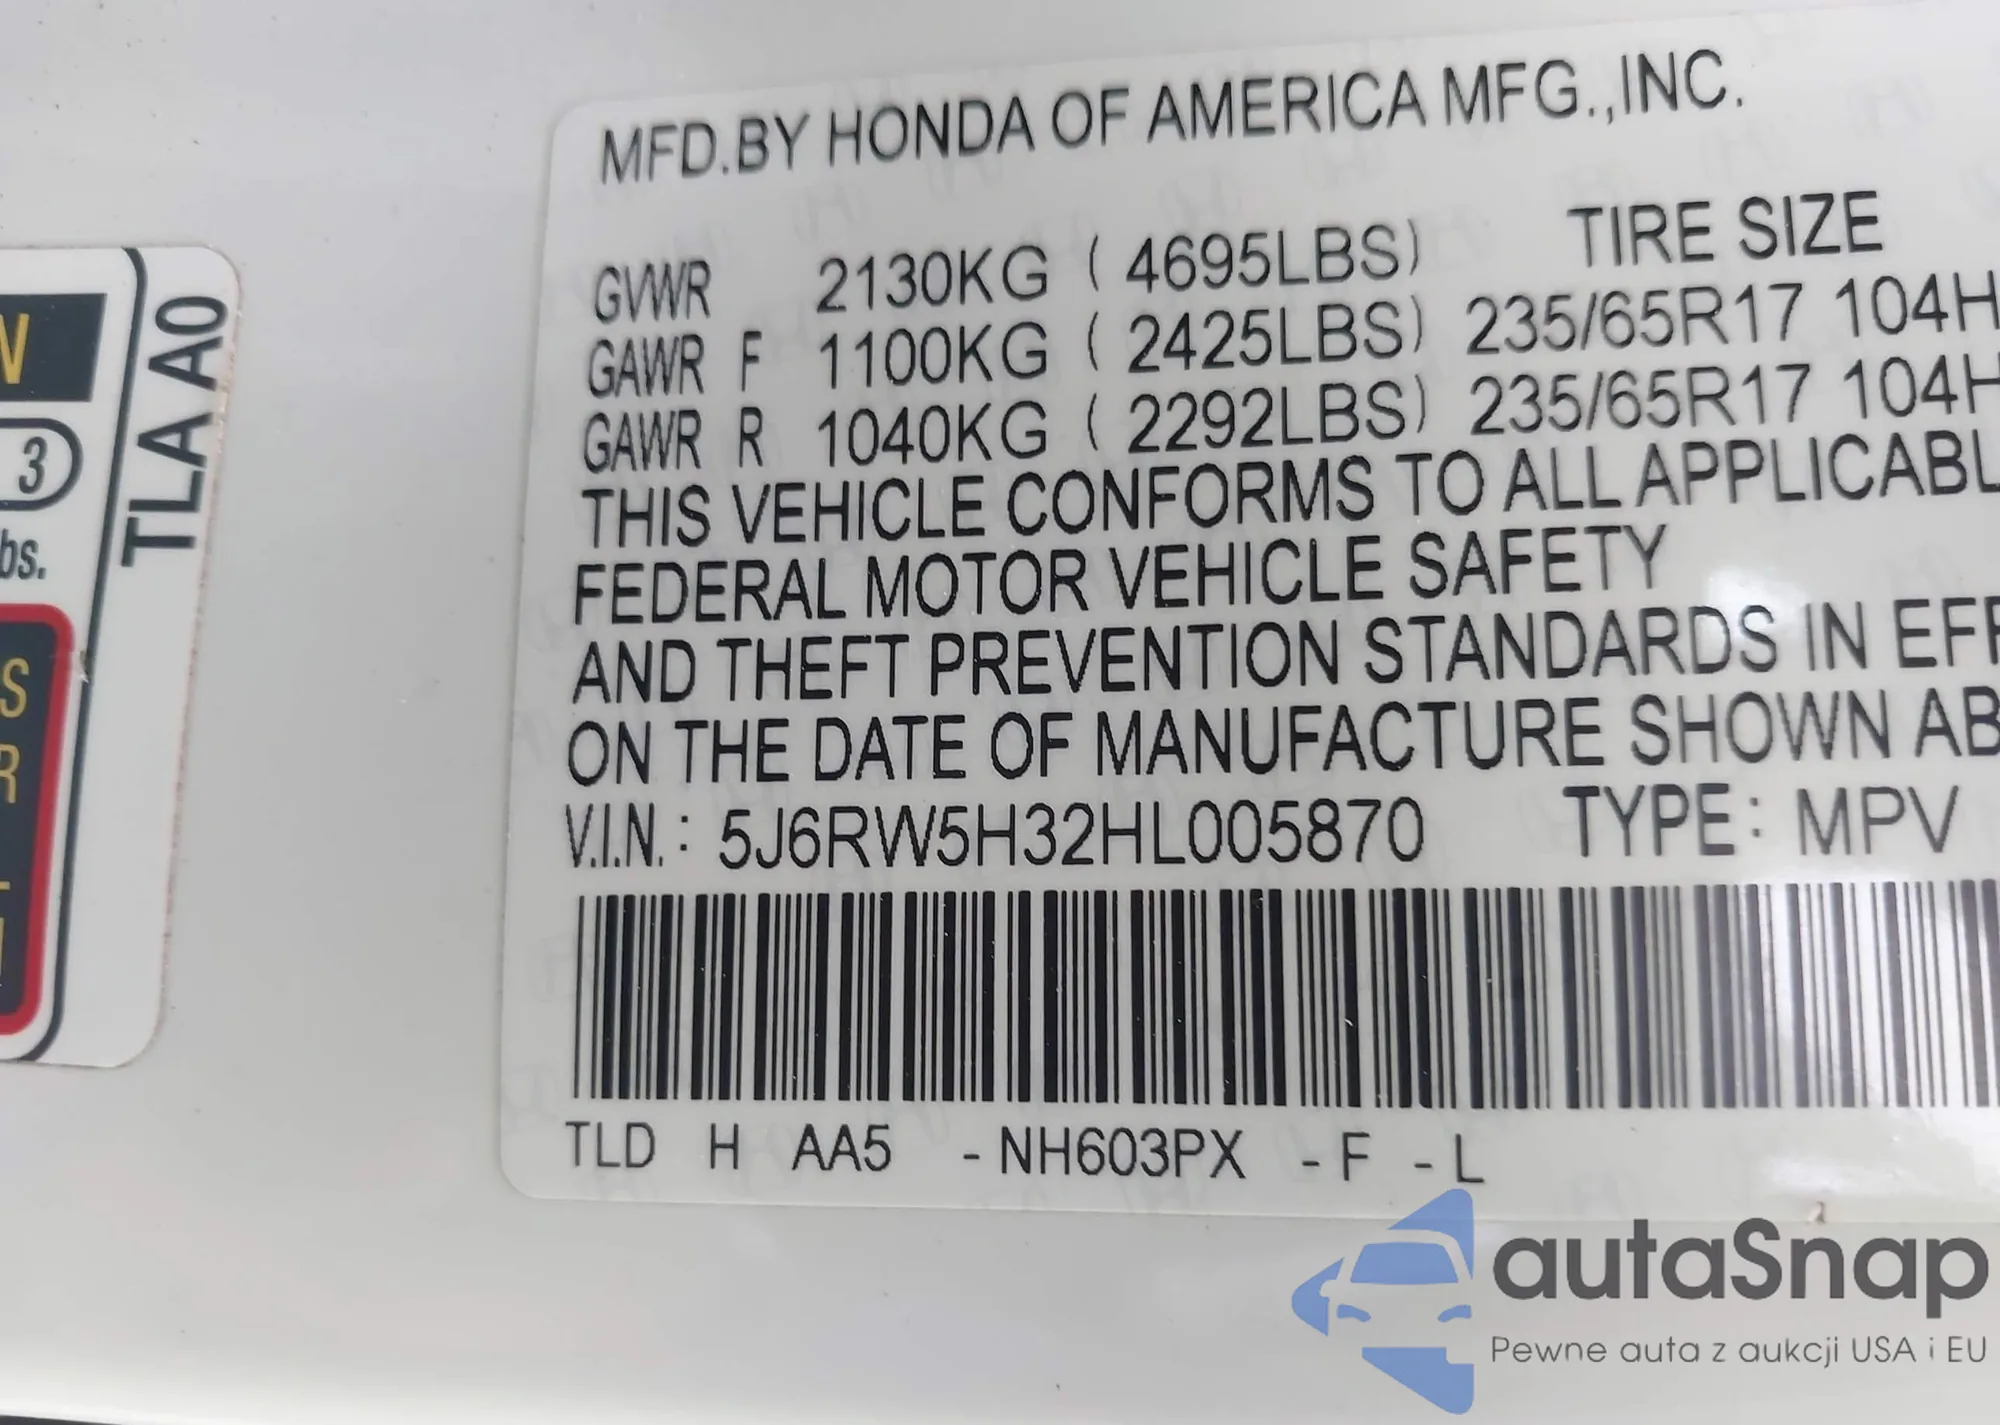 MFD.BY HONDA OF AMERICA MFG.,INC.
GVWR 2130KG ( 4695LBS) TIRE SIZE
GAWR F 1100KG ( 2425LBS) 235/65R17 104H
GAWR R 1040KG ( 2292LBS) 235/65R17 104H
THIS VEHICLE CONFORMS TO ALL APPLICABL
FEDERAL MOTOR VEHICLE SAFETY
AND THEFT PREVENTION STANDARDS IN EFF
ON THE DATE OF MANUFACTURE SHOWN AB
V.I.N.: 5J6RW5H32HL005870 TYPE: MPV
TLD H AA5 -NH603PX -F -L
TLA A0
N
3
bs.
S
R
autaSnap
Pewne auta z aukcji USA i EU